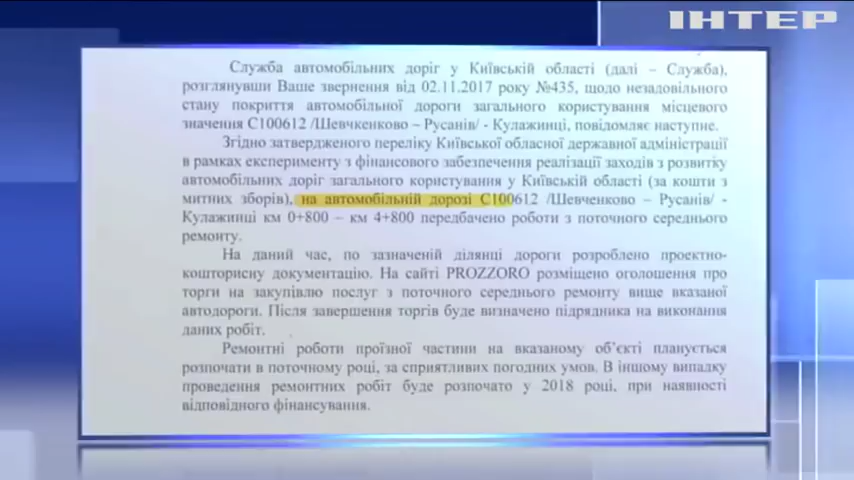 ІНТЕР
Служба автомобільних доріг у Київській області (далі – Служба),
розглянувши Ваше звернення від 02.11.2017 року №435, щодо незадовільного
стану покриття автомобільної дороги загального користування місцевого
значення С100612 /Шевчкенково – Русанів/ - Кулажинці, повідомляє наступне.
Згідно затвердженого переліку Київської обласної державної адміністрації
в рамках експерименту з фінансового забезпечення реалізації заходів з розвитку
автомобільних доріг загального користування у Київській області (за кошти з
митних зборів), на автомобільній дорозі С100612 /Шевченково – Русанів/ -
Кулажинці км 0+800 – км 4+800 передбачено роботи з поточного середнього
ремонту.
На даний час, по зазначеній ділянці дороги розроблено проектно-
кошторисну документацію. На сайті PROZZORO розміщено оголошення про
торги на закупівлю послуг з поточного середнього ремонту вище вказаної
автодороги. Після завершення торгів буде визначено підрядника на виконання
даних робіт.
Ремонтні роботи проїзної частини на вказаному об’єкті планується
розпочати в поточному році, за сприятливих погодних умов. В іншому випадку
проведення ремонтних робіт буде розпочато у 2018 році, при наявності
відповідного фінансування.